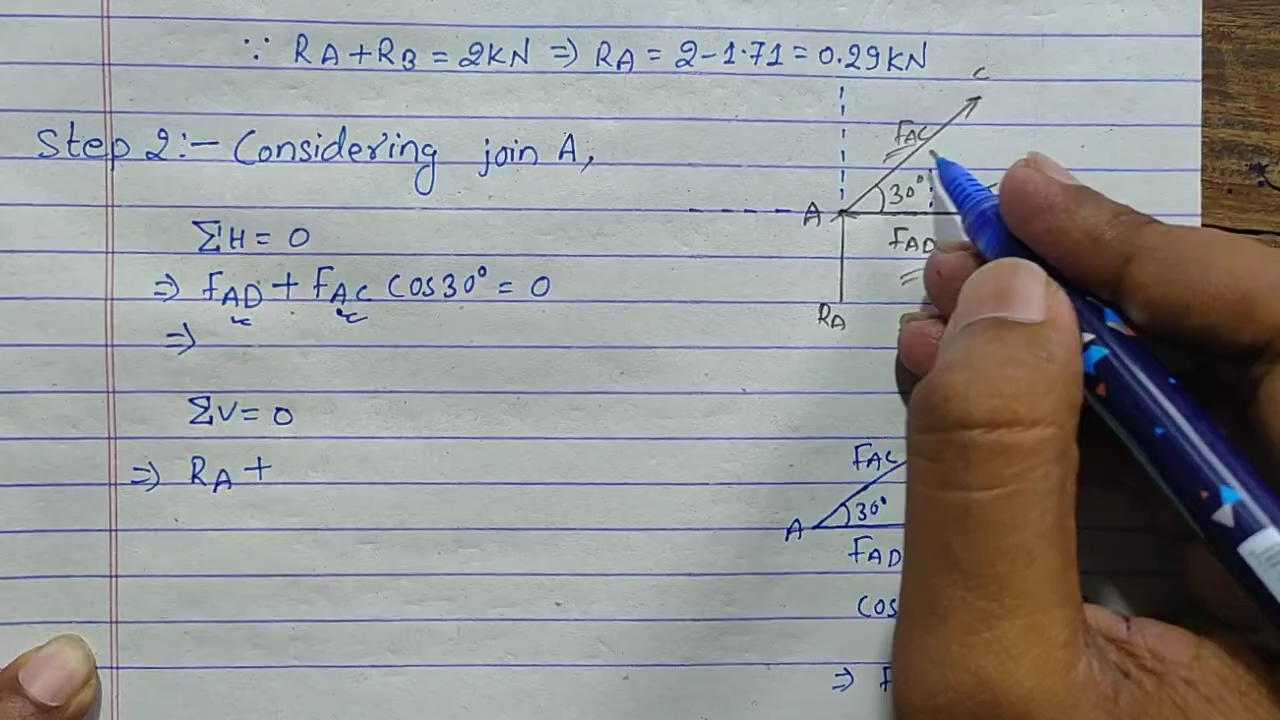 ∵ RA + RB = 2KN ⇒ RA = 2 - 1.71 = 0.29KN
Step 2:- Considering join A,
ΣH = 0
⇒ FAD + FAC COS30° = 0
⇒
ΣV = 0
⇒ RA +
C
FAC
30°
A
FAD
RA
FAC
A 30°
FAD
COS
⇒ F